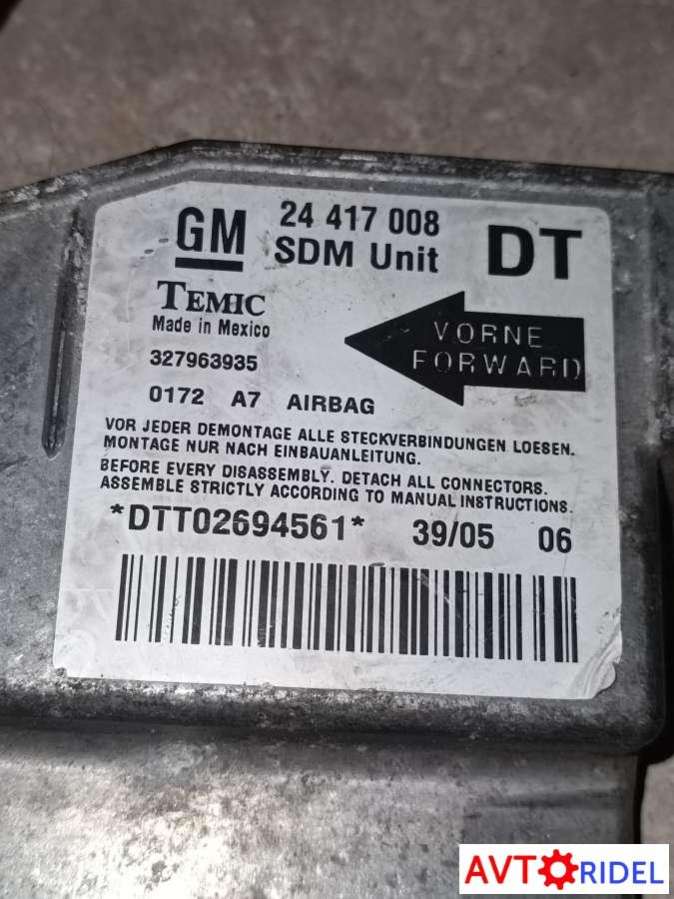 GM
24 417 008
SDM Unit
DT
TEMIC
Made in Mexico
VORNE
FORWARD
327963935
0172 A7 AIRBAG
VOR JEDER DEMONTAGE ALLE STECKVERBINDUNGEN LOESEN.
MONTAGE NUR NACH EINBAUANLEITUNG.
BEFORE EVERY DISASSEMBLY. DETACH ALL CONNECTORS.
ASSEMBLE STRICTLY ACCORDING TO MANUAL INSTRUCTIONS.
*DTT02694561* 39/05 06
AVTORIDEL